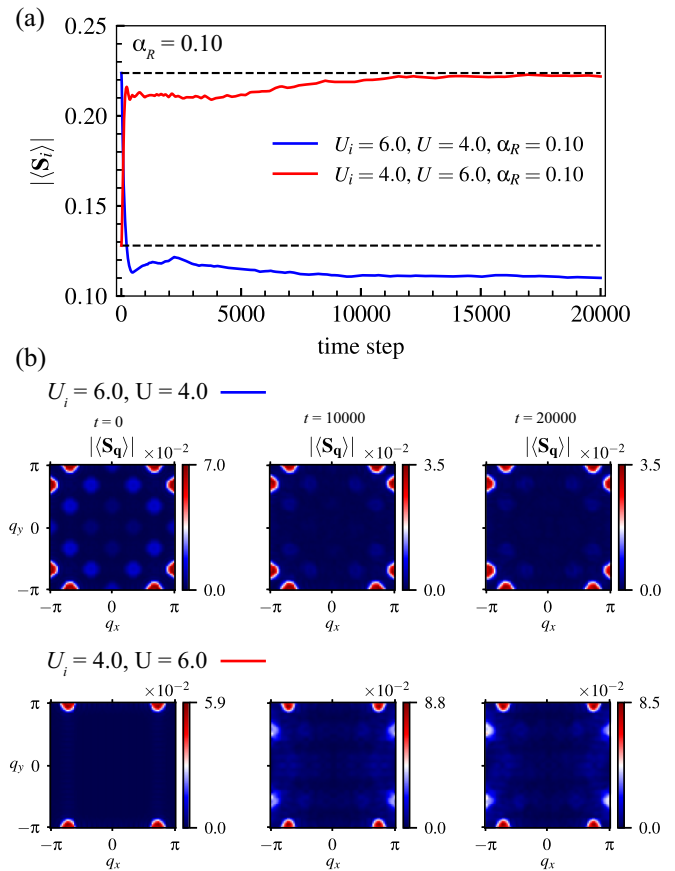 (a)
α_R = 0.10
|⟨S_i⟩|
0.25
0.20
0.15
0.10
U_i = 6.0, U = 4.0, α_R = 0.10
U_i = 4.0, U = 6.0, α_R = 0.10
0 5000 10000 15000 20000
time step
(b)
U_i = 6.0, U = 4.0
t = 0 t = 10000 t = 20000
|⟨S_q⟩| ×10⁻² |⟨S_q⟩| ×10⁻² |⟨S_q⟩| ×10⁻²
π 7.0 3.5 3.5
q_y 0
−π 0.0 0.0 0.0
−π 0 π −π 0 π −π 0 π
q_x q_x q_x
U_i = 4.0, U = 6.0
×10⁻² ×10⁻² ×10⁻²
π 5.9 8.8 8.5
q_y 0
−π 0.0 0.0 0.0
−π 0 π −π 0 π −π 0 π
q_x q_x q_x